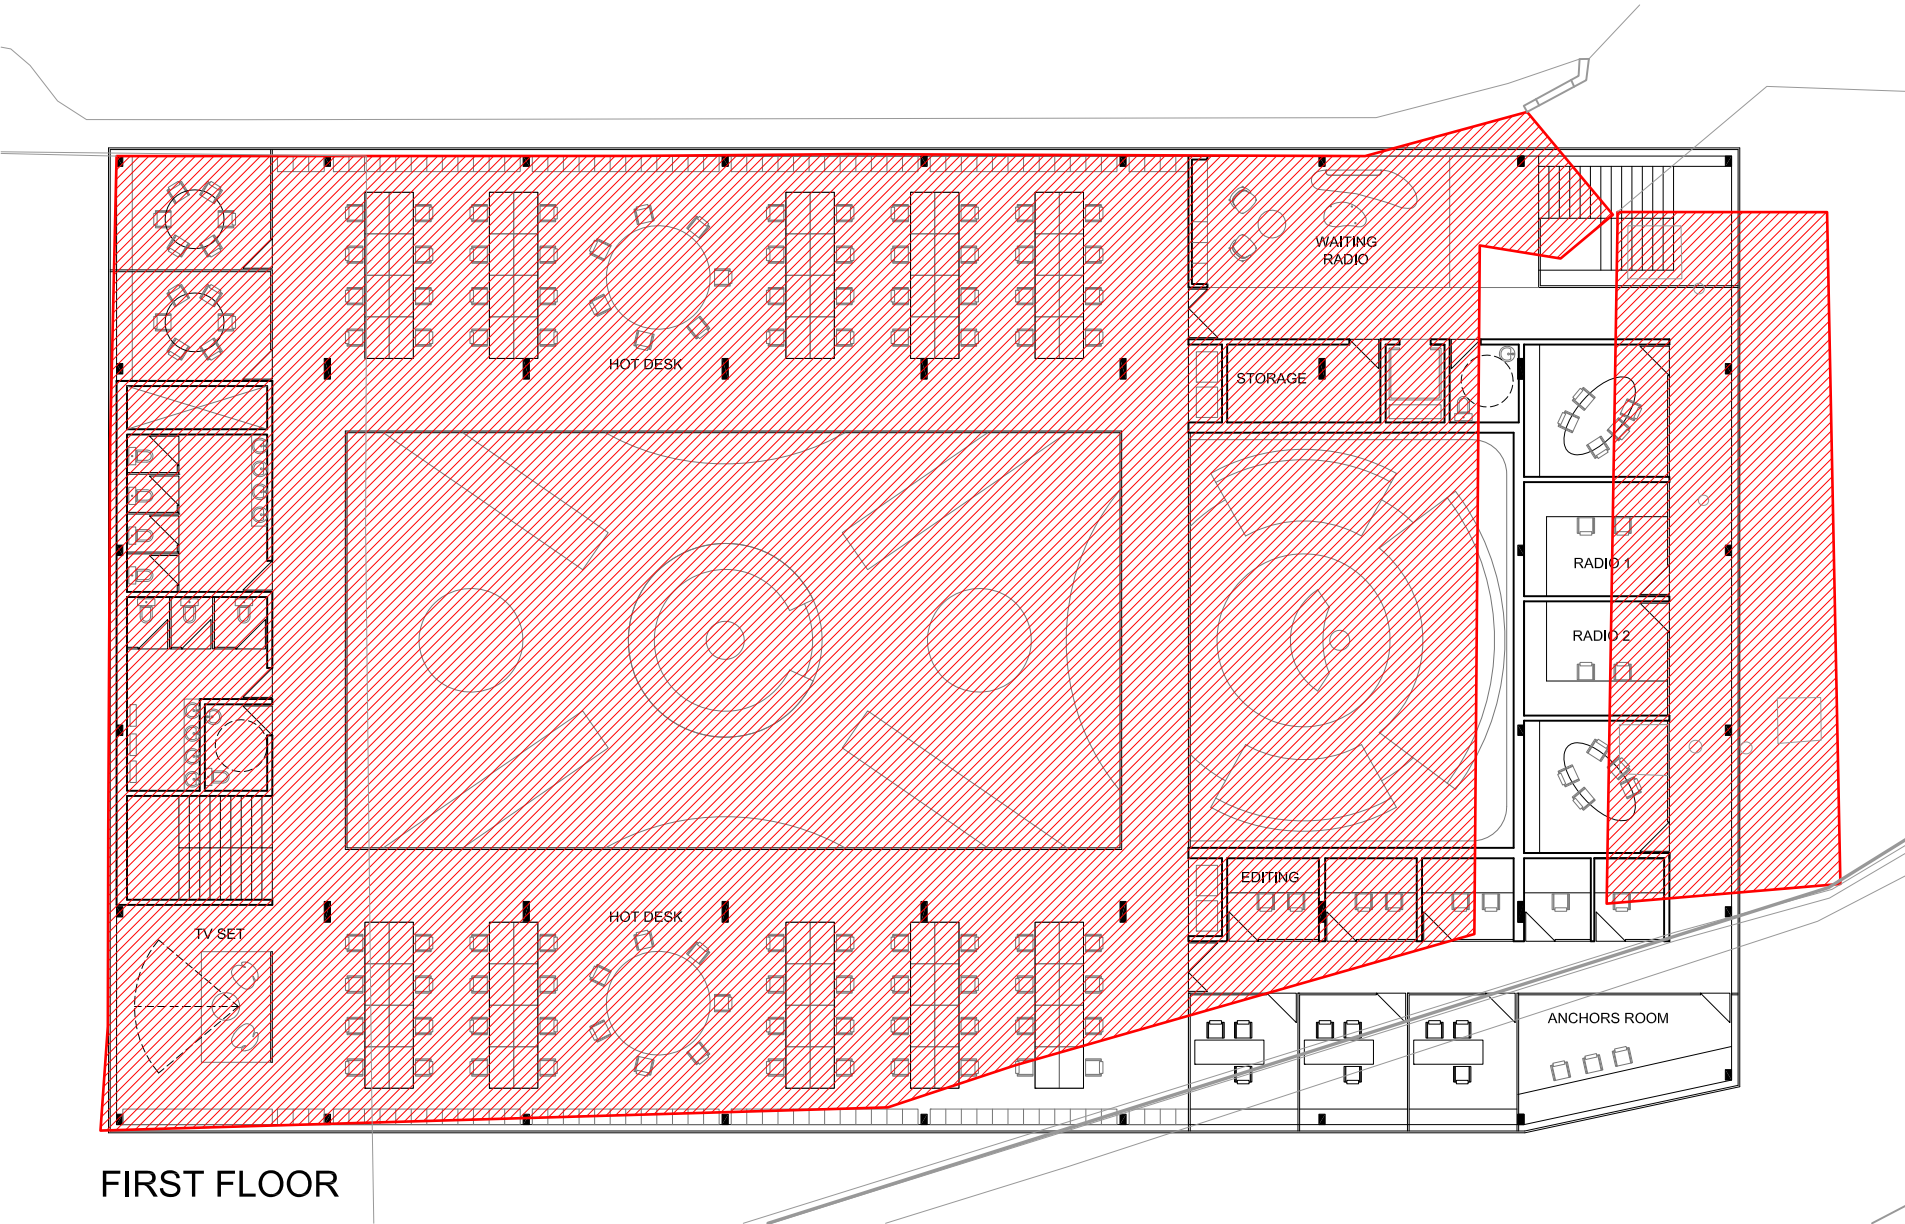 WAITING
RADIO
HOT DESK
STORAGE
RADIO 1
RADIO 2
EDITING
HOT DESK
TV SET
ANCHORS ROOM
FIRST FLOOR